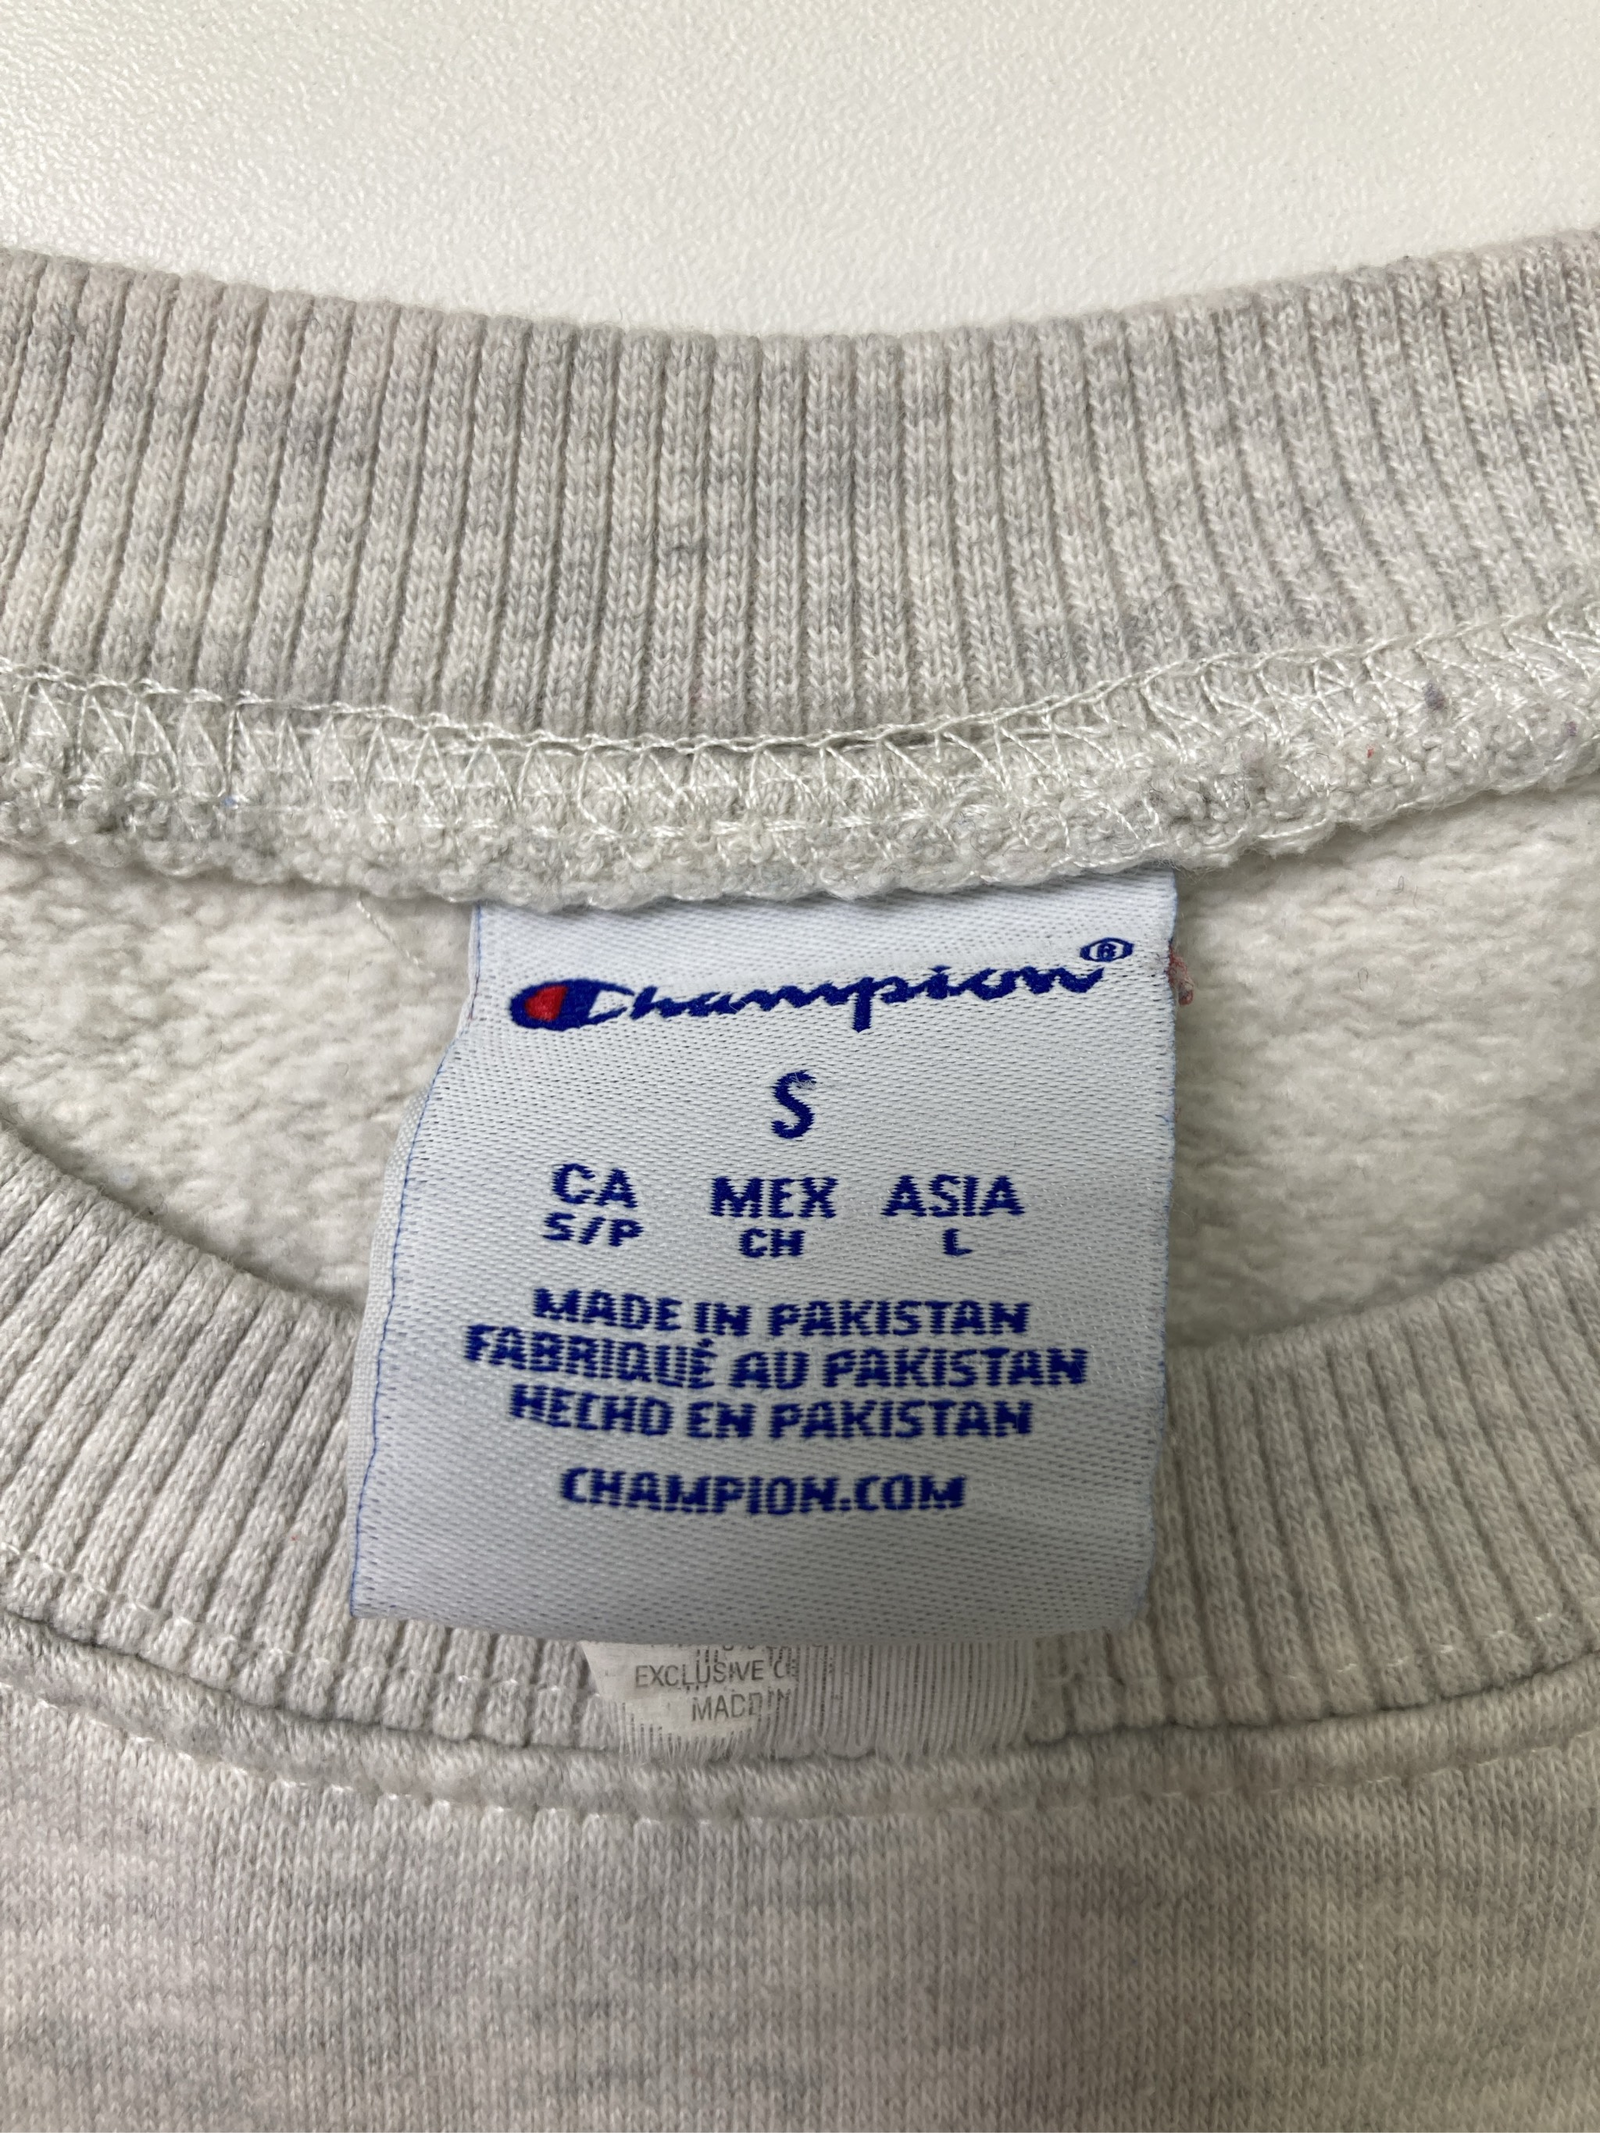 Champion®
S
CA MEX ASIA
S/P CH L
MADE IN PAKISTAN
FABRIQUÉ AU PAKISTAN
HECHO EN PAKISTAN
CHAMPION.COM
EXCLUSIVE